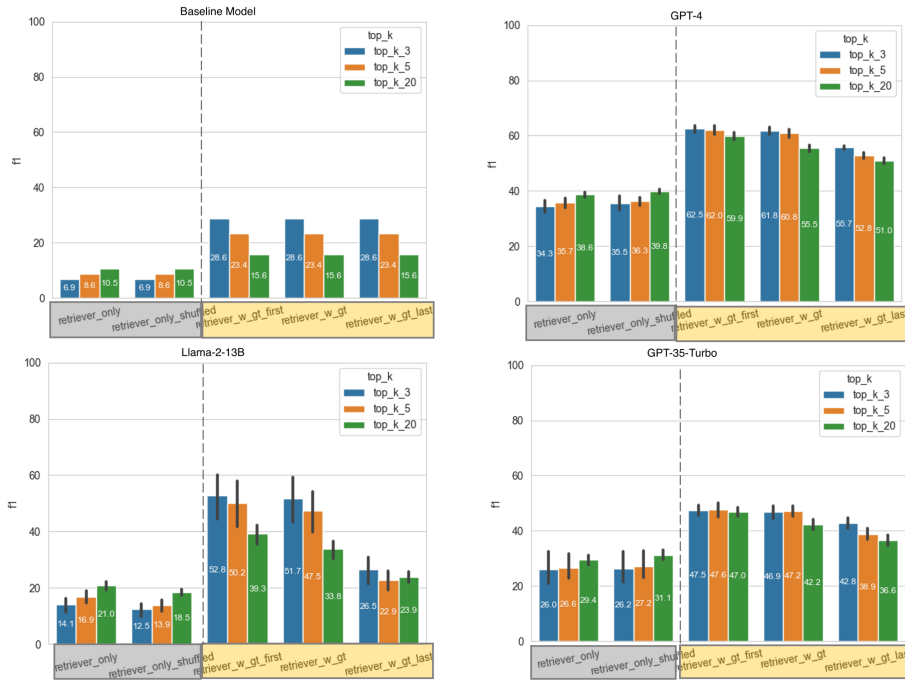 Baseline Model
100
80
60
40
20
0
f1
top_k
top_k_3
top_k_5
top_k_20
6.9 8.6 10.5 6.9 8.6 10.5 28.6 23.4 15.6 28.6 23.4 15.6 28.6 23.4 15.6
retriever_only retriever_only_shuffled retriever_w_gt_first retriever_w_gt retriever_w_gt_last
GPT-4
100
80
60
40
20
0
f1
top_k
top_k_3
top_k_5
top_k_20
34.3 35.7 38.6 35.5 36.3 39.8 62.5 62.0 59.9 61.8 60.8 55.5 55.7 52.8 51.0
retriever_only retriever_only_shuffled retriever_w_gt_first retriever_w_gt retriever_w_gt_last
Llama-2-13B
100
80
60
40
20
0
f1
top_k
top_k_3
top_k_5
top_k_20
14.1 16.9 21.0 12.5 13.9 18.5 52.8 50.2 39.3 51.7 47.5 33.8 26.5 22.9 23.9
retriever_only retriever_only_shuffled retriever_w_gt_first retriever_w_gt retriever_w_gt_last
GPT-35-Turbo
100
80
60
40
20
0
f1
top_k
top_k_3
top_k_5
top_k_20
26.0 26.6 29.4 26.2 27.2 31.1 47.5 47.6 47.0 46.9 47.2 42.2 42.8 38.9 36.6
retriever_only retriever_only_shuffled retriever_w_gt_first retriever_w_gt retriever_w_gt_last